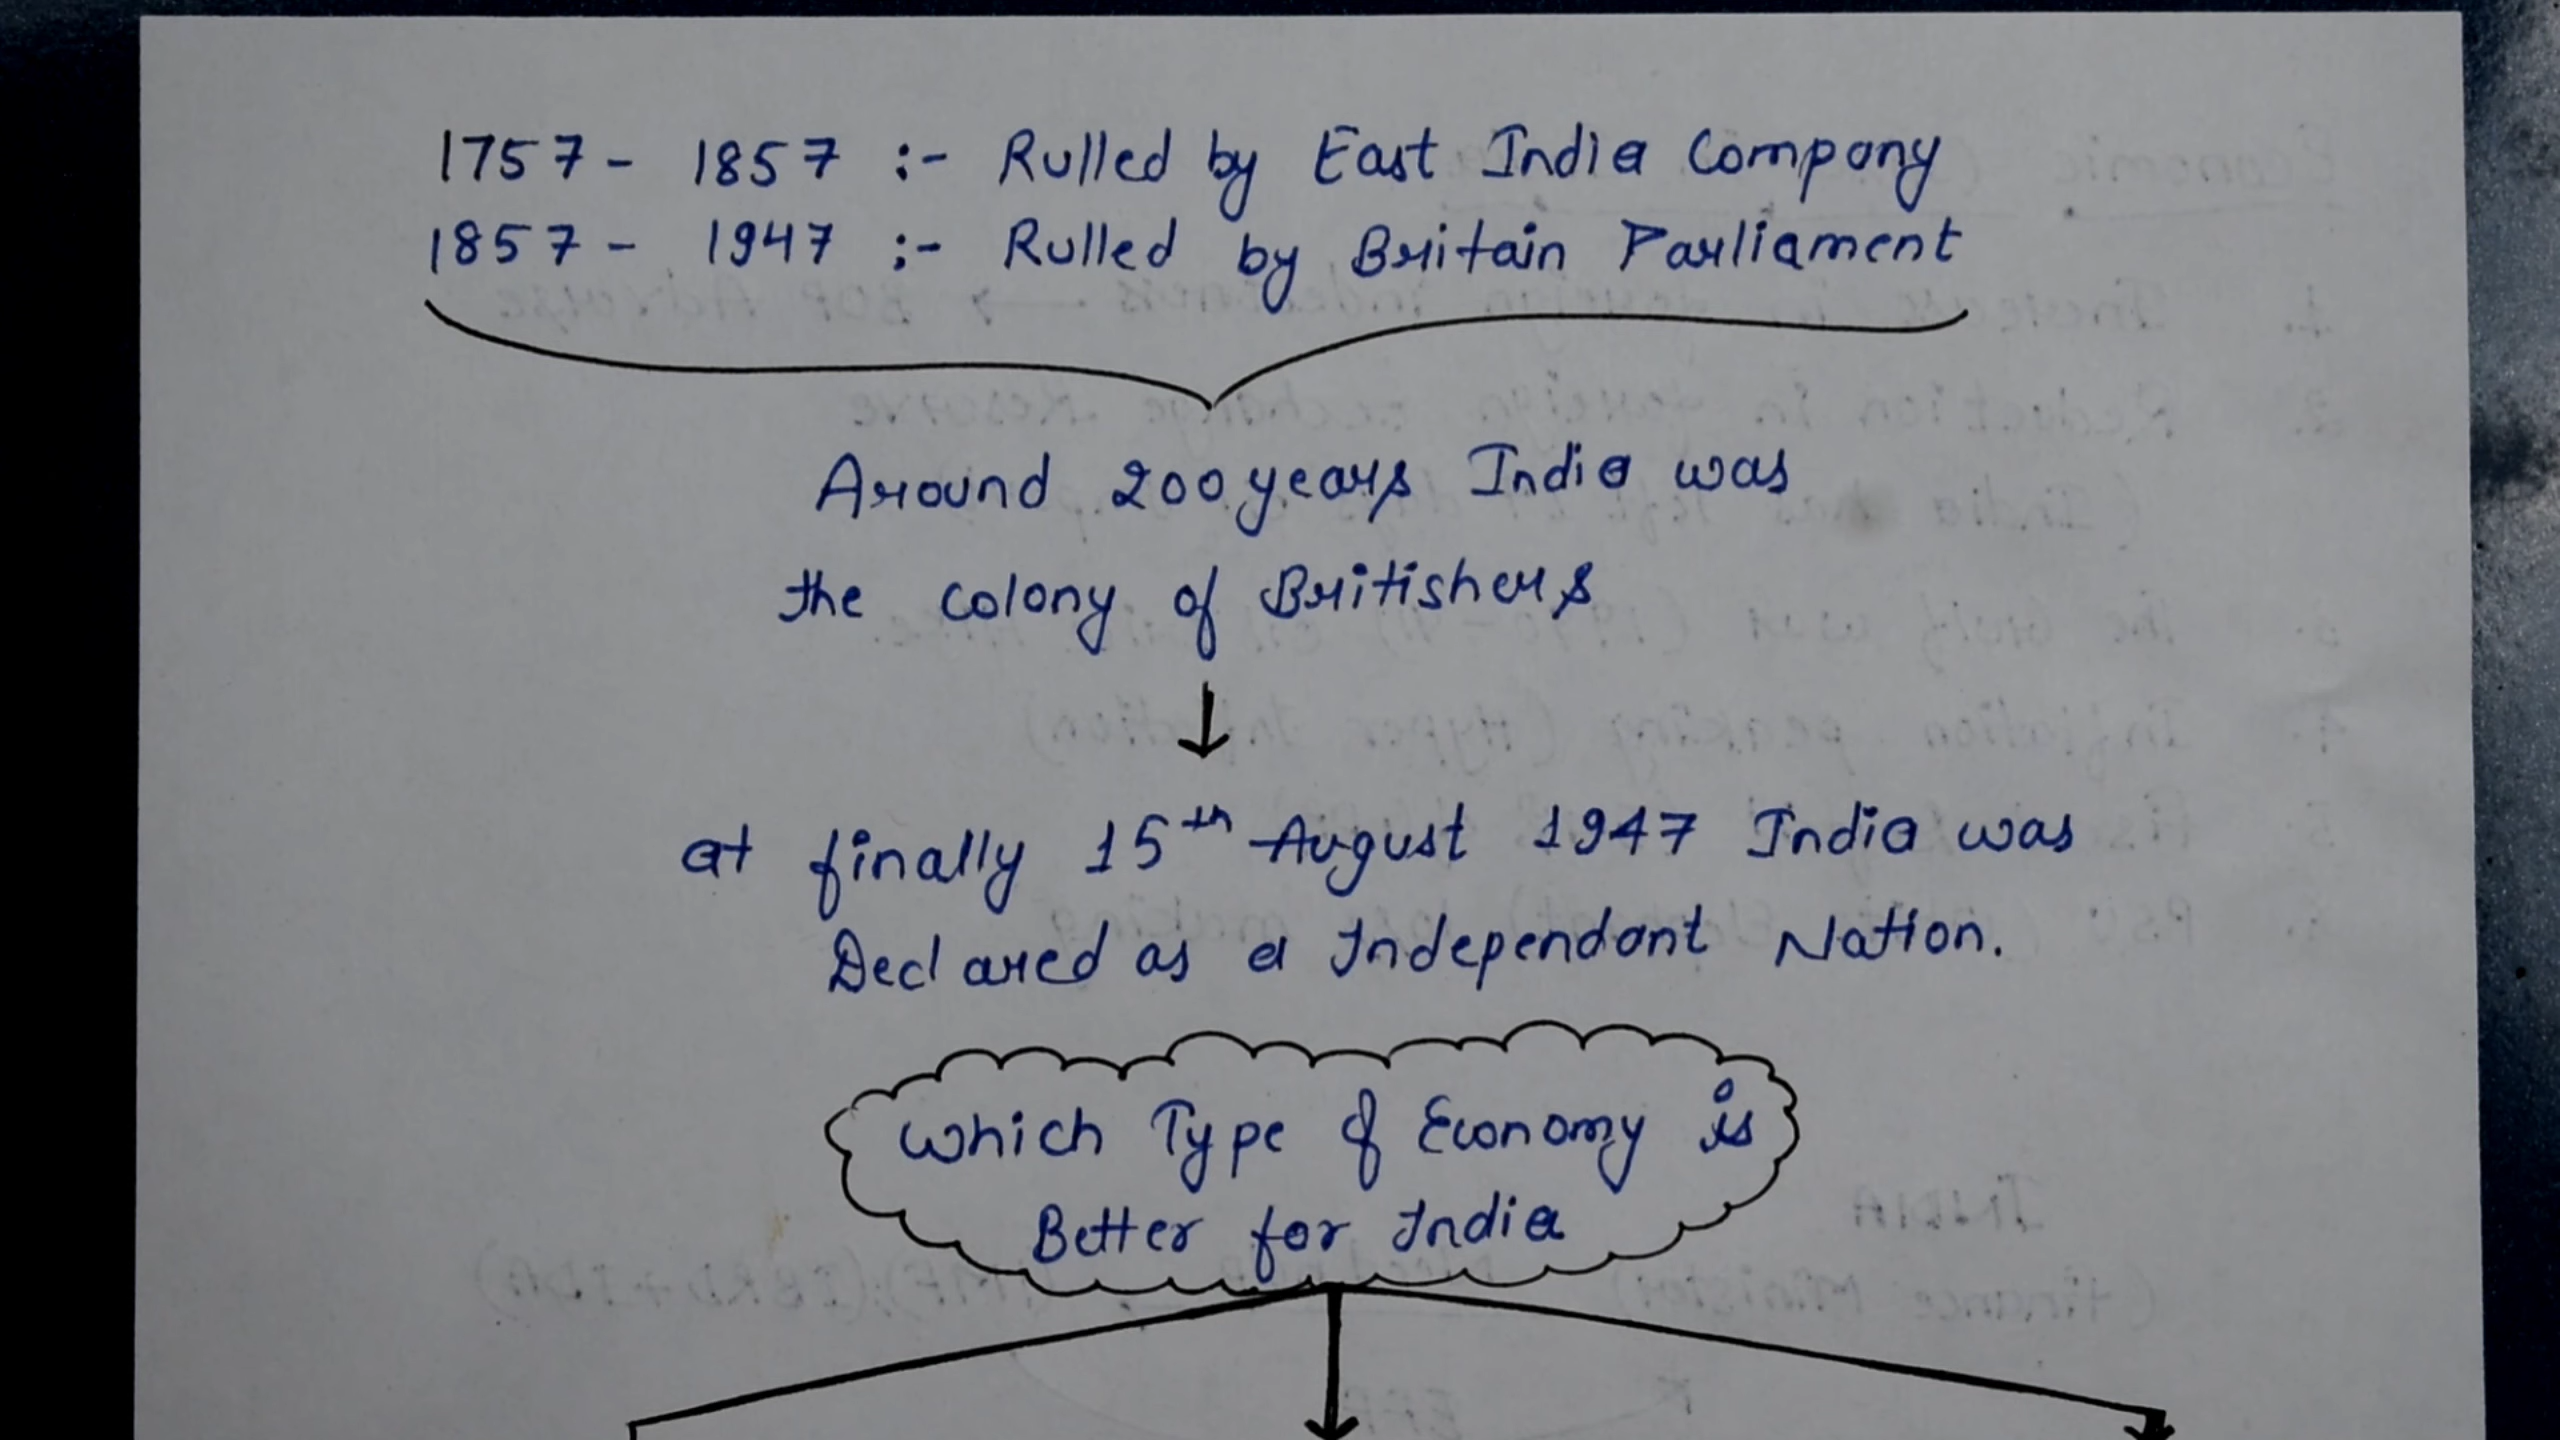 1757 - 1857 :- Rulled by East India Company
1857 - 1947 :- Rulled by Britain Parliament
Around 200 years India was
the colony of Britishers
at finally 15th August 1947 India was
Declared as a Independant Nation.
Which Type of Economy is
Better for India